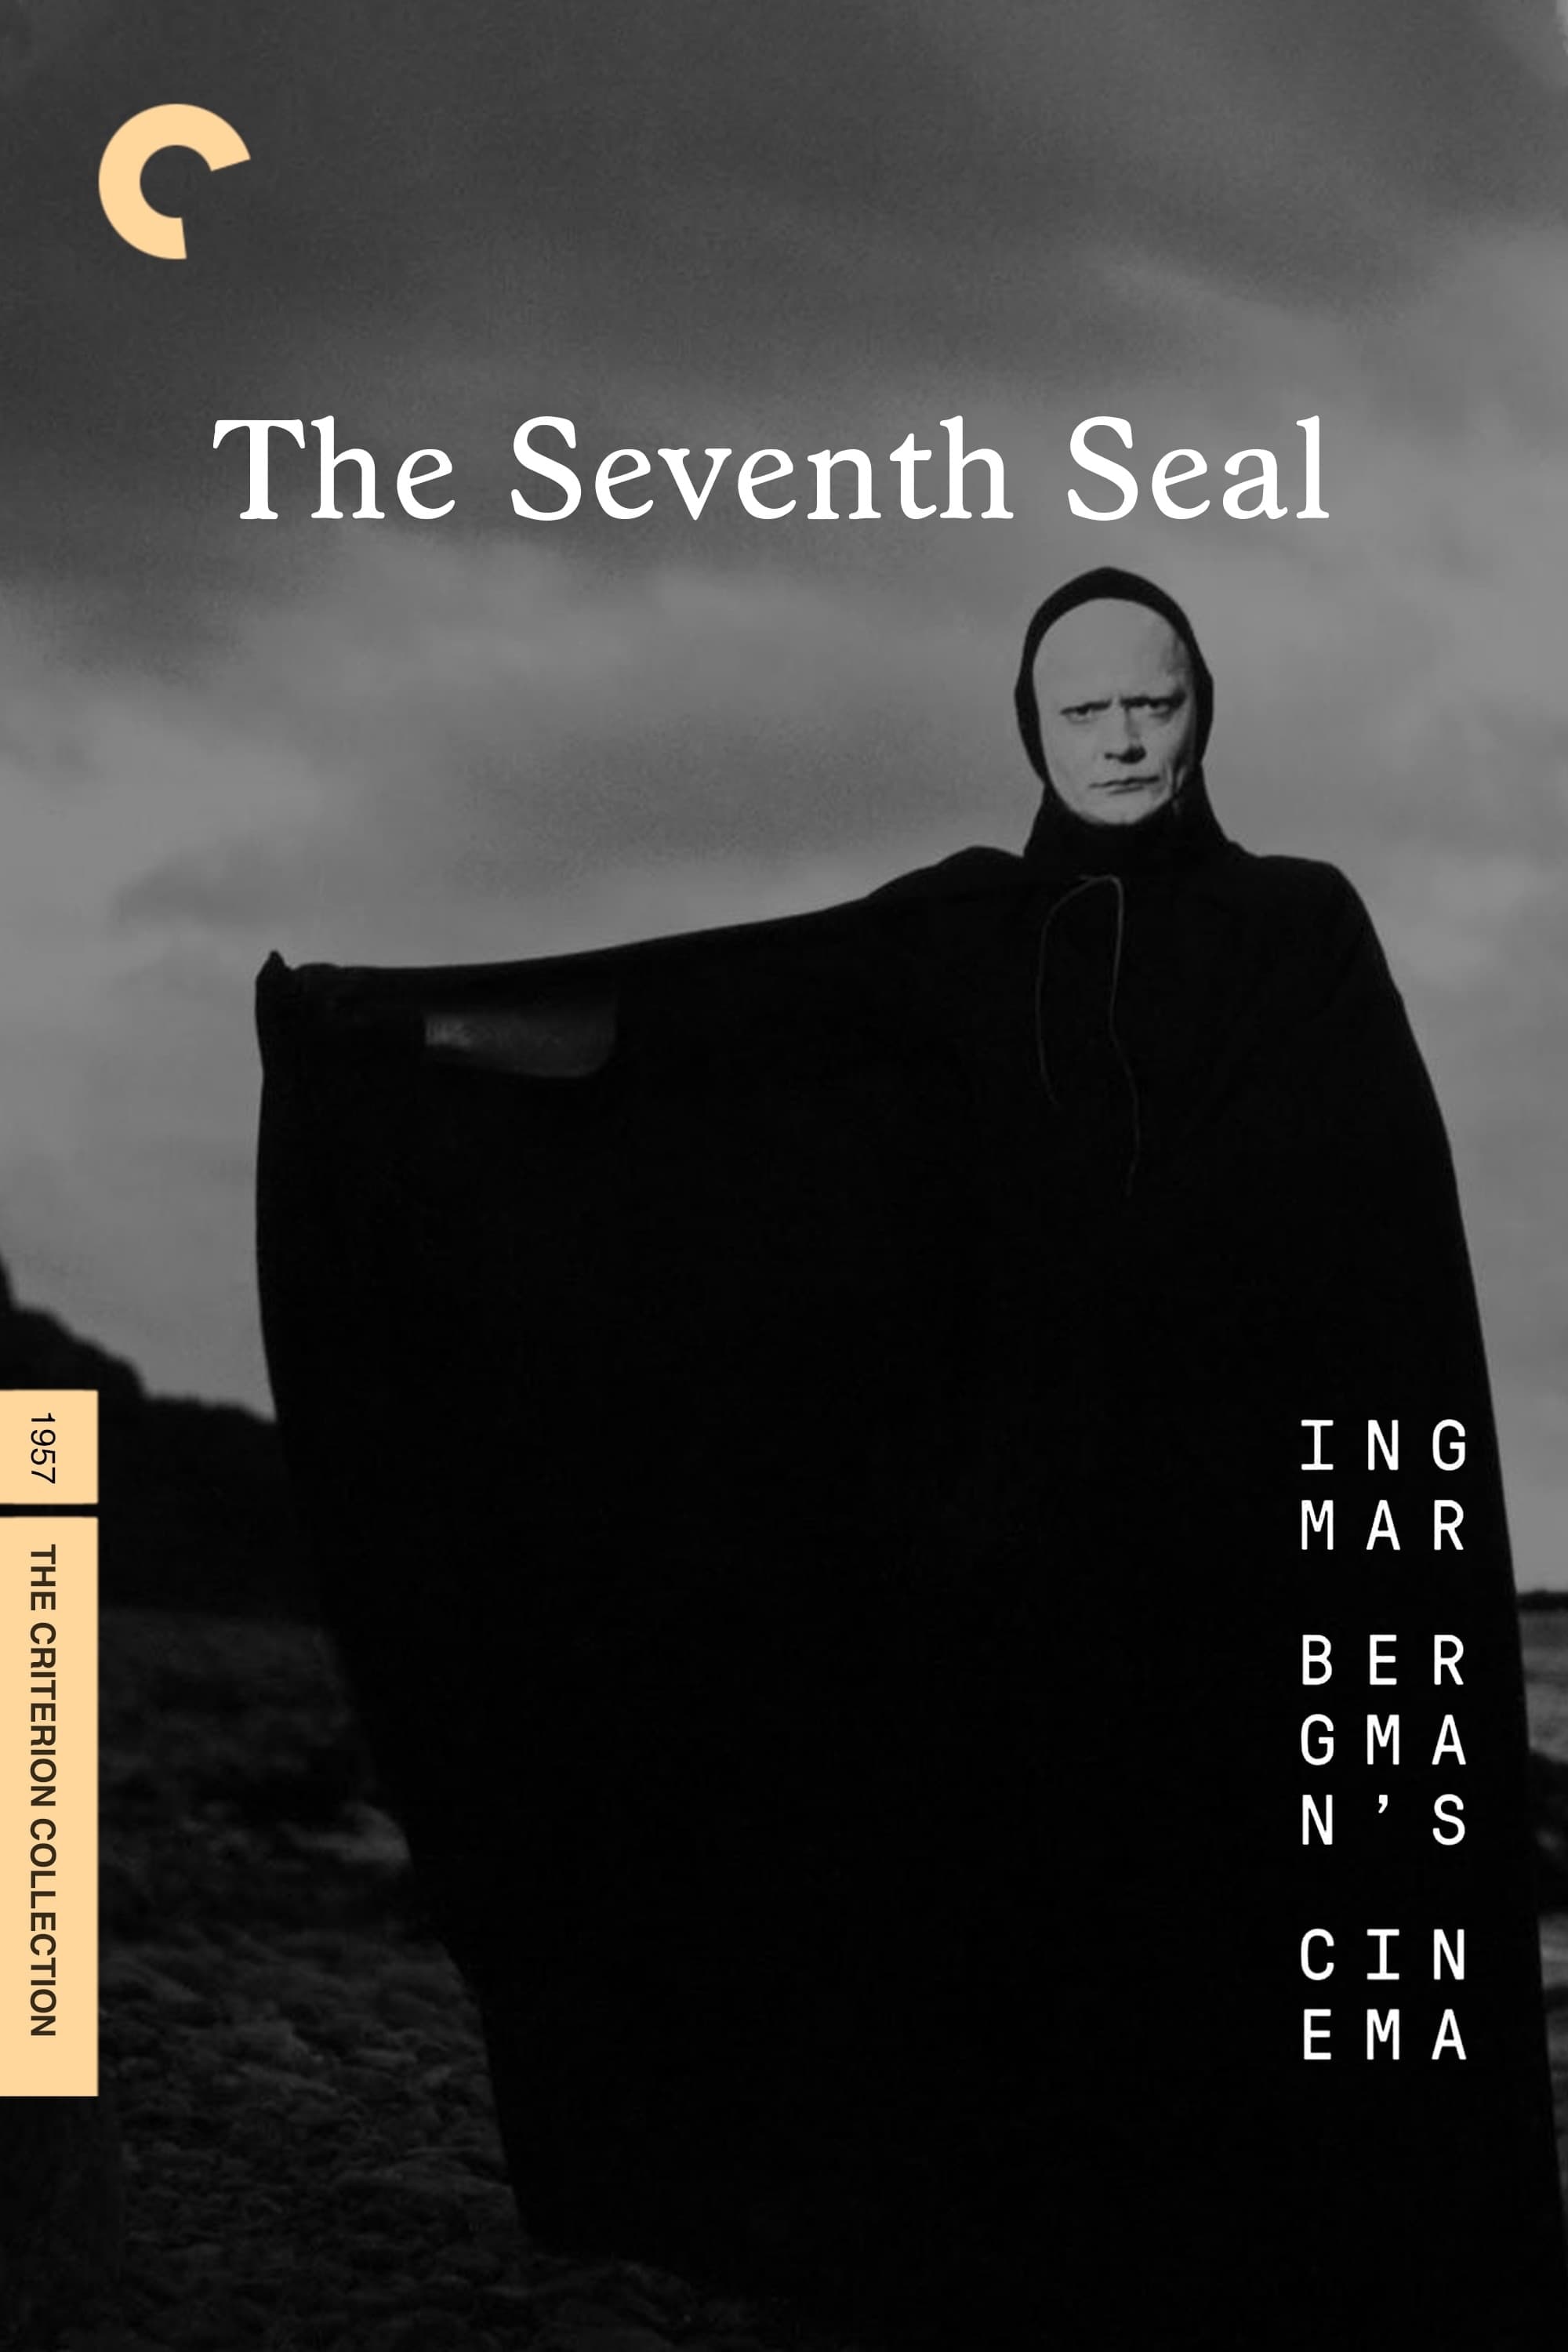 The Seventh Seal
1957
THE CRITERION COLLECTION
ING
MAR
BER
GMA
N’S
CIN
EMA